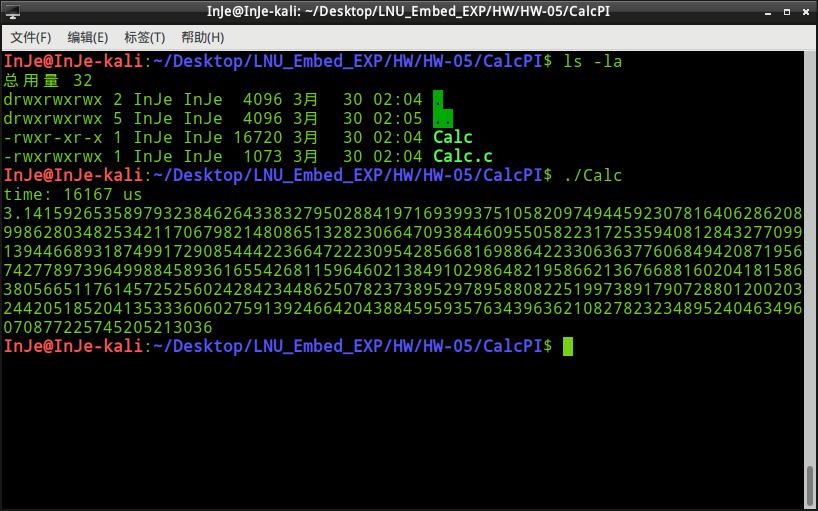 InJe@InJe-kali: ~/Desktop/LNU_Embed_EXP/HW/HW-05/CalcPI
文件(F) 编辑(E) 标签(T) 帮助(H)
InJe@InJe-kali:~/Desktop/LNU_Embed_EXP/HW/HW-05/CalcPI$ ls -la
总用量 32
drwxrwxrwx 2 InJe InJe  4096 3月  30 02:04 .
drwxrwxrwx 5 InJe InJe  4096 3月  30 02:05 ..
-rwxr-xr-x 1 InJe InJe 16720 3月  30 02:04 Calc
-rwxrwxrwx 1 InJe InJe  1073 3月  30 02:04 Calc.c
InJe@InJe-kali:~/Desktop/LNU_Embed_EXP/HW/HW-05/CalcPI$ ./Calc
time: 16167 us
3.141592653589793238462643383279502884197169399375105820974944592307816406286208
99862803482534211706798214808651328230664709384460955058223172535940812843277099
13944668931874991729085444422366472223095428566816988642233063637760684942087195​6
74277897396499884589361655426811596460213849102986482195866213676688160204181586
38056651176145725256024284234486250782373895297895880822519973891790728801200203
24420518520413533360602759139246642043884595935763439636210827823234895240463496
070877225745205213036
InJe@InJe-kali:~/Desktop/LNU_Embed_EXP/HW/HW-05/CalcPI$